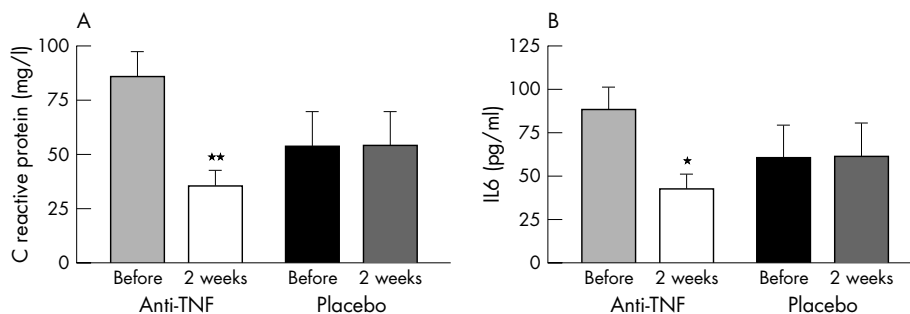 A
C reactive protein (mg/l)
100
75
50
25
0
★★
Before 2 weeks Before 2 weeks
Anti-TNF Placebo
B
IL6 (pg/ml)
125
100
75
50
25
0
★
Before 2 weeks Before 2 weeks
Anti-TNF Placebo